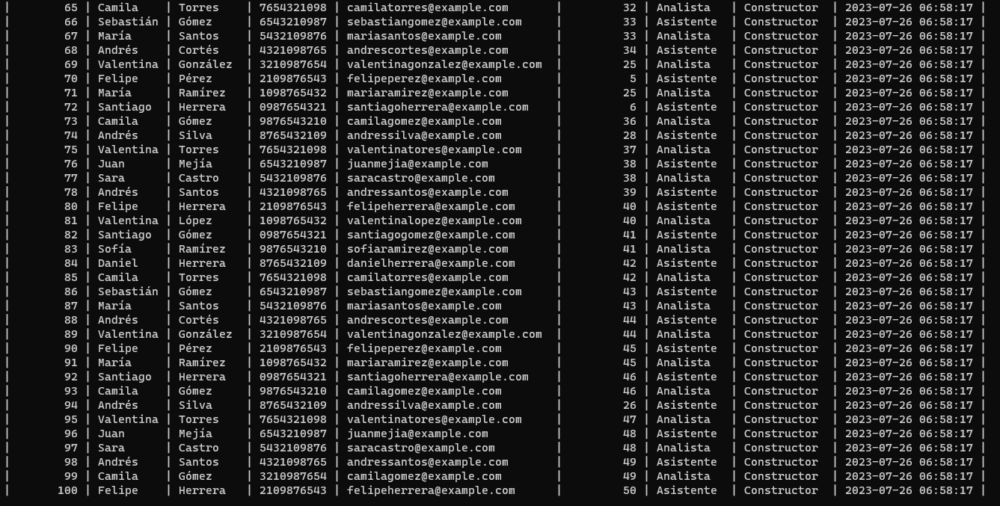 | 65 | Camila | Torres | 7654321098 | camilatorres@example.com | 32 | Analista | Constructor | 2023-07-26 06:58:17 |
| 66 | Sebastián | Gómez | 6543210987 | sebastiangomez@example.com | 33 | Asistente | Constructor | 2023-07-26 06:58:17 |
| 67 | María | Santos | 5432109876 | mariasantos@example.com | 33 | Analista | Constructor | 2023-07-26 06:58:17 |
| 68 | Andrés | Cortés | 4321098765 | andrescortes@example.com | 34 | Asistente | Constructor | 2023-07-26 06:58:17 |
| 69 | Valentina | González | 3210987654 | valentinagonzalez@example.com | 25 | Analista | Constructor | 2023-07-26 06:58:17 |
| 70 | Felipe | Pérez | 2109876543 | felipeperez@example.com | 5 | Asistente | Constructor | 2023-07-26 06:58:17 |
| 71 | María | Ramírez | 1098765432 | mariaramirez@example.com | 25 | Analista | Constructor | 2023-07-26 06:58:17 |
| 72 | Santiago | Herrera | 0987654321 | santiagoherrera@example.com | 6 | Asistente | Constructor | 2023-07-26 06:58:17 |
| 73 | Camila | Gómez | 9876543210 | camilagomez@example.com | 36 | Analista | Constructor | 2023-07-26 06:58:17 |
| 74 | Andrés | Silva | 8765432109 | andressilva@example.com | 28 | Asistente | Constructor | 2023-07-26 06:58:17 |
| 75 | Valentina | Torres | 7654321098 | valentinatores@example.com | 37 | Analista | Constructor | 2023-07-26 06:58:17 |
| 76 | Juan | Mejía | 6543210987 | juanmejia@example.com | 38 | Asistente | Constructor | 2023-07-26 06:58:17 |
| 77 | Sara | Castro | 5432109876 | saracastro@example.com | 38 | Analista | Constructor | 2023-07-26 06:58:17 |
| 78 | Andrés | Santos | 4321098765 | andressantos@example.com | 39 | Asistente | Constructor | 2023-07-26 06:58:17 |
| 80 | Felipe | Herrera | 2109876543 | felipeherrera@example.com | 40 | Asistente | Constructor | 2023-07-26 06:58:17 |
| 81 | Valentina | López | 1098765432 | valentinalopez@example.com | 40 | Analista | Constructor | 2023-07-26 06:58:17 |
| 82 | Santiago | Gómez | 0987654321 | santiagogomez@example.com | 41 | Asistente | Constructor | 2023-07-26 06:58:17 |
| 83 | Sofía | Ramírez | 9876543210 | sofiaramirez@example.com | 41 | Analista | Constructor | 2023-07-26 06:58:17 |
| 84 | Daniel | Herrera | 8765432109 | danielherrera@example.com | 42 | Asistente | Constructor | 2023-07-26 06:58:17 |
| 85 | Camila | Torres | 7654321098 | camilatorres@example.com | 42 | Analista | Constructor | 2023-07-26 06:58:17 |
| 86 | Sebastián | Gómez | 6543210987 | sebastiangomez@example.com | 43 | Asistente | Constructor | 2023-07-26 06:58:17 |
| 87 | María | Santos | 5432109876 | mariasantos@example.com | 43 | Analista | Constructor | 2023-07-26 06:58:17 |
| 88 | Andrés | Cortés | 4321098765 | andrescortes@example.com | 44 | Asistente | Constructor | 2023-07-26 06:58:17 |
| 89 | Valentina | González | 3210987654 | valentinagonzalez@example.com | 44 | Analista | Constructor | 2023-07-26 06:58:17 |
| 90 | Felipe | Pérez | 2109876543 | felipeperez@example.com | 45 | Asistente | Constructor | 2023-07-26 06:58:17 |
| 91 | María | Ramírez | 1098765432 | mariaramirez@example.com | 45 | Analista | Constructor | 2023-07-26 06:58:17 |
| 92 | Santiago | Herrera | 0987654321 | santiagoherrera@example.com | 46 | Asistente | Constructor | 2023-07-26 06:58:17 |
| 93 | Camila | Gómez | 9876543210 | camilagomez@example.com | 46 | Analista | Constructor | 2023-07-26 06:58:17 |
| 94 | Andrés | Silva | 8765432109 | andressilva@example.com | 26 | Asistente | Constructor | 2023-07-26 06:58:17 |
| 95 | Valentina | Torres | 7654321098 | valentinatores@example.com | 47 | Analista | Constructor | 2023-07-26 06:58:17 |
| 96 | Juan | Mejía | 6543210987 | juanmejia@example.com | 48 | Asistente | Constructor | 2023-07-26 06:58:17 |
| 97 | Sara | Castro | 5432109876 | saracastro@example.com | 48 | Analista | Constructor | 2023-07-26 06:58:17 |
| 98 | Andrés | Santos | 4321098765 | andressantos@example.com | 49 | Asistente | Constructor | 2023-07-26 06:58:17 |
| 99 | Camila | Gómez | 3210987654 | camilagomez@example.com | 49 | Analista | Constructor | 2023-07-26 06:58:17 |
| 100 | Felipe | Herrera | 2109876543 | felipeherrera@example.com | 50 | Asistente | Constructor | 2023-07-26 06:58:17 |